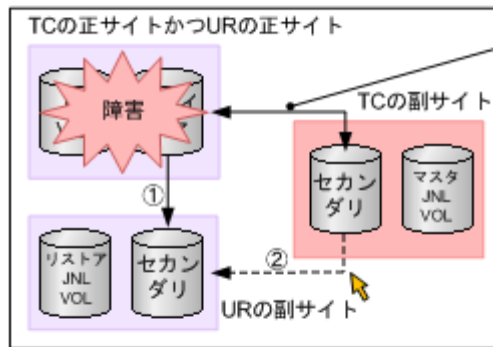 TCの正サイトかつURの正サイト
障害
TCの副サイト
セカン
ダリ
マスタ
JNL
VOL
①
②
リストア
JNL
VOL
セカン
ダリ
URの副サイト